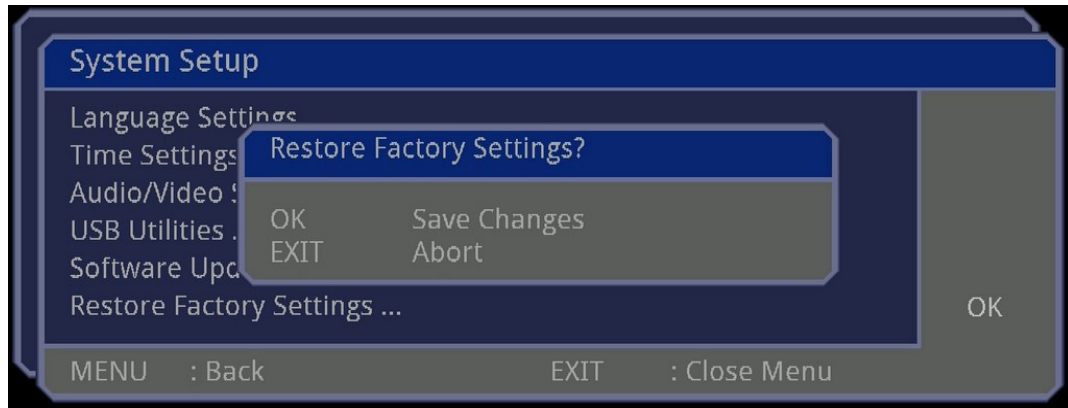 System Setup
Language Settings
Time Settings
Restore Factory Settings?
Audio/Video
OK Save Changes
USB Utilities .
EXIT Abort
Software
Restore Factory Settings ...
OK
MENU : Back
EXIT : Close Menu